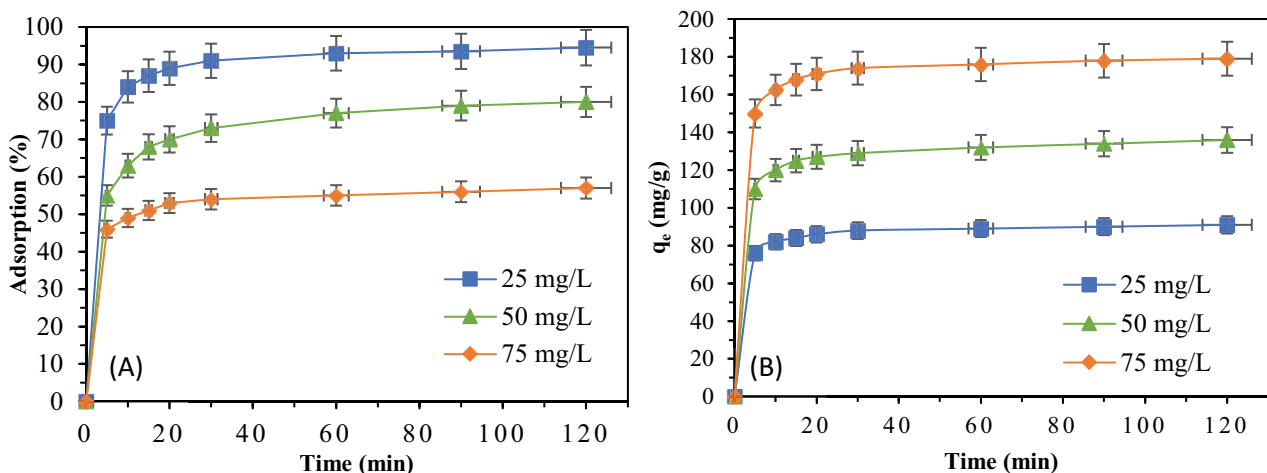 100
90
80
70
60
50
40
30
20
10
0
Adsorption (%)
25 mg/L
50 mg/L
75 mg/L
(A)
0 20 40 60 80 100 120
Time (min)
200
180
160
140
120
100
80
60
40
20
0
qe (mg/g)
25 mg/L
50 mg/L
75 mg/L
(B)
0 20 40 60 80 100 120
Time (min)